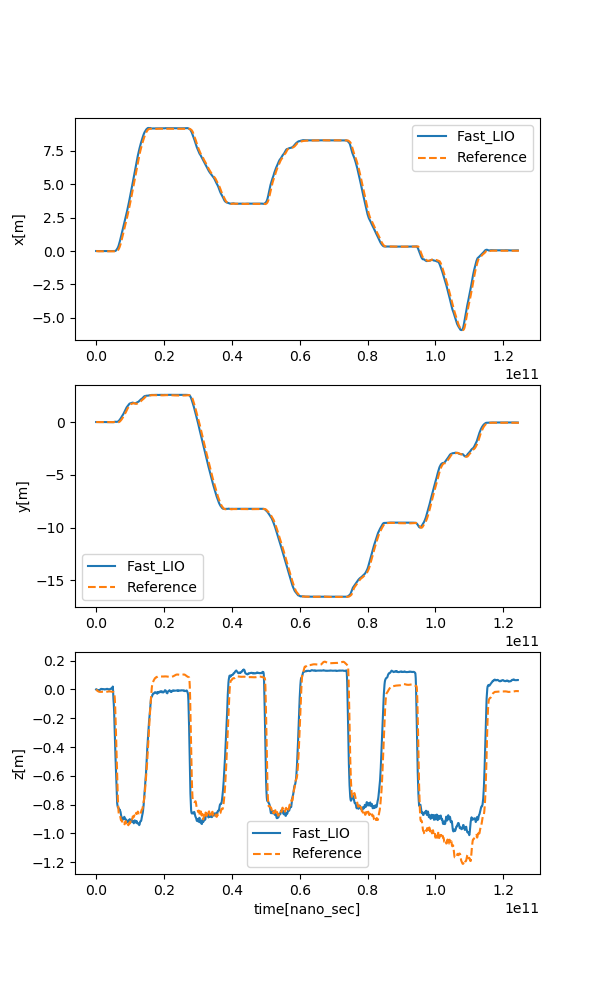 7.5
5.0
2.5
0.0
−2.5
−5.0
x[m]
Fast_LIO
Reference
0.0 0.2 0.4 0.6 0.8 1.0 1.2
1e11
0
−5
−10
−15
y[m]
Fast_LIO
Reference
0.0 0.2 0.4 0.6 0.8 1.0 1.2
1e11
0.2
0.0
−0.2
−0.4
−0.6
−0.8
−1.0
−1.2
z[m]
Fast_LIO
Reference
0.0 0.2 0.4 0.6 0.8 1.0 1.2
time[nano_sec]
1e11